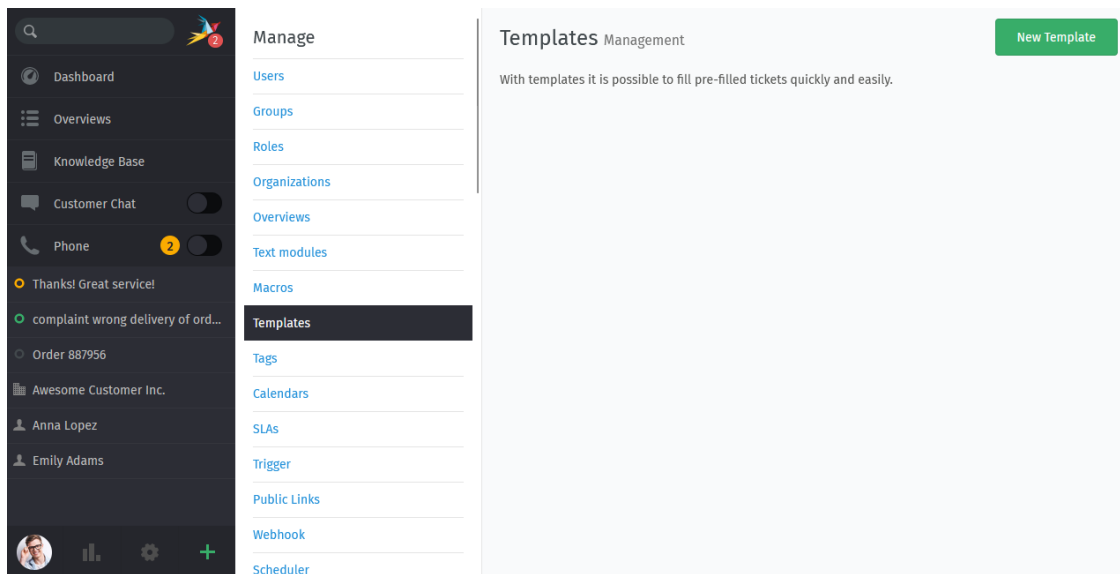 2
Dashboard
Overviews
Knowledge Base
Customer Chat
Phone 2
Thanks! Great service!
complaint wrong delivery of ord...
Order 887956
Awesome Customer Inc.
Anna Lopez
Emily Adams
Manage
Users
Groups
Roles
Organizations
Overviews
Text modules
Macros
Templates
Tags
Calendars
SLAs
Trigger
Public Links
Webhook
Scheduler
Templates Management
New Template
With templates it is possible to fill pre-filled tickets quickly and easily.